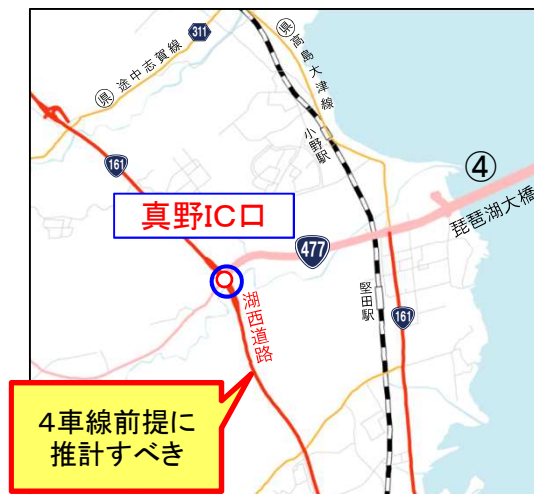 311
㊩途中志賀線
㊩高島大津線
小野駅
161
④
琵琶湖大橋
真野IC口
477
湖西道路
堅田駅
161
4車線前提に
推計すべき